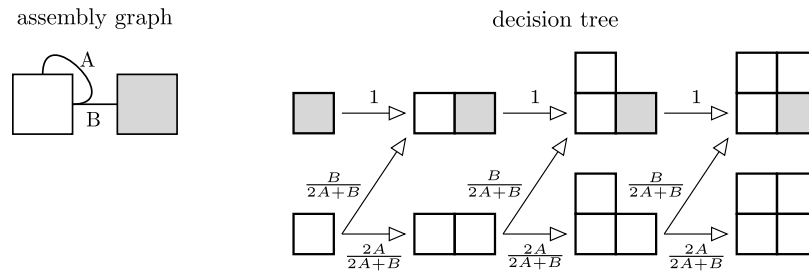 assembly graph
decision tree
A
B
1
1
1
B/2A+B
B/2A+B
B/2A+B
2A/2A+B
2A/2A+B
2A/2A+B